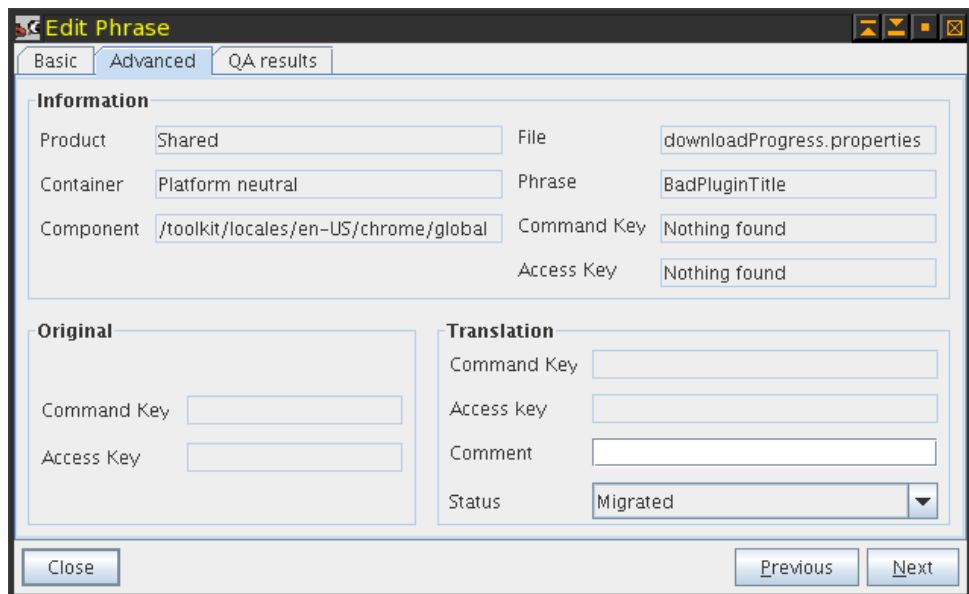 Edit Phrase
Basic Advanced QA results
Information
Product Shared File downloadProgress.properties
Container Platform neutral Phrase BadPluginTitle
Component /toolkit/locales/en-US/chrome/global Command Key Nothing found
Access Key Nothing found
Original Translation
Command Key
Command Key Access key
Access Key Comment
Status Migrated
Close Previous Next